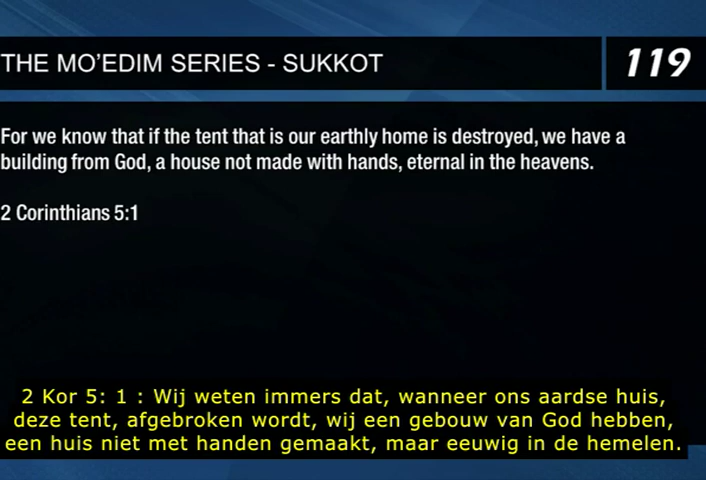 THE MO'EDIM SERIES - SUKKOT
119
For we know that if the tent that is our earthly home is destroyed, we have a
building from God, a house not made with hands, eternal in the heavens.
2 Corinthians 5:1
2 Kor 5: 1 : Wij weten immers dat, wanneer ons aardse huis,
deze tent, afgebroken wordt, wij een gebouw van God hebben,
een huis niet met handen gemaakt, maar eeuwig in de hemelen.